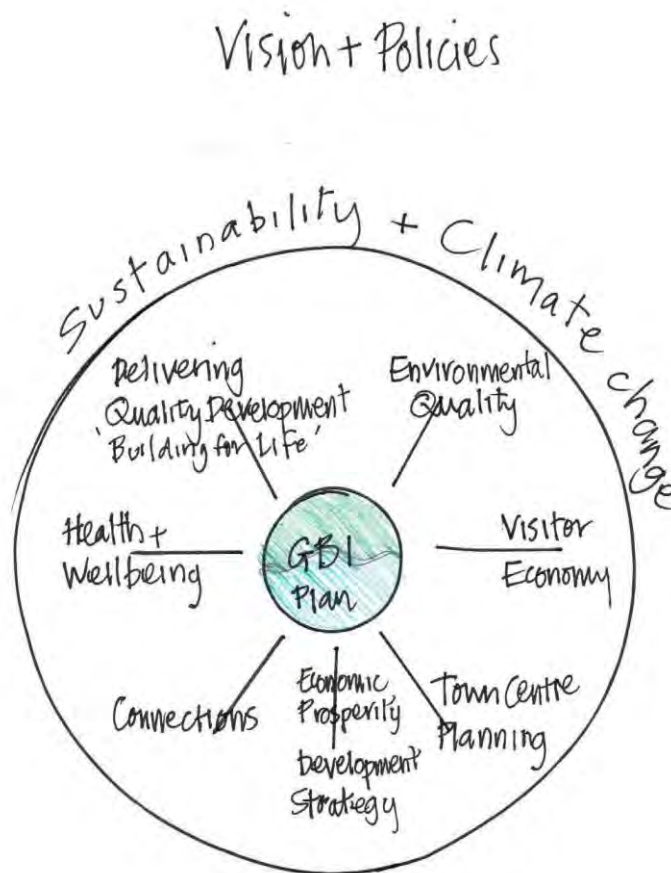 Vision + Policies
Sustainability + Climate change
Delivering
Quality Development
'Building for Life'
Environmental
Quality
Health +
Wellbeing
GBI
Plan
Visitor
Economy
Connections
Economic
Prosperity
Development
Strategy
Town Centre
Planning